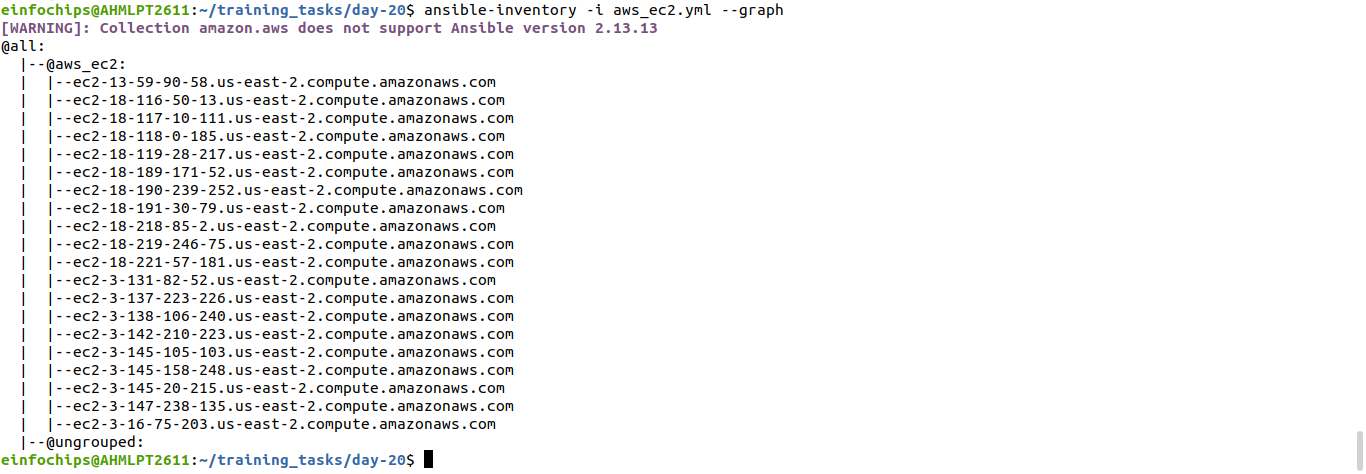 einfochips@AHMLPT2611:~/training_tasks/day-20$ ansible-inventory -i aws_ec2.yml --graph
[WARNING]: Collection amazon.aws does not support Ansible version 2.13.13
@all:
  |--@aws_ec2:
  |  |--ec2-13-59-90-58.us-east-2.compute.amazonaws.com
  |  |--ec2-18-116-50-13.us-east-2.compute.amazonaws.com
  |  |--ec2-18-117-10-111.us-east-2.compute.amazonaws.com
  |  |--ec2-18-118-0-185.us-east-2.compute.amazonaws.com
  |  |--ec2-18-119-28-217.us-east-2.compute.amazonaws.com
  |  |--ec2-18-189-171-52.us-east-2.compute.amazonaws.com
  |  |--ec2-18-190-239-252.us-east-2.compute.amazonaws.com
  |  |--ec2-18-191-30-79.us-east-2.compute.amazonaws.com
  |  |--ec2-18-218-85-2.us-east-2.compute.amazonaws.com
  |  |--ec2-18-219-246-75.us-east-2.compute.amazonaws.com
  |  |--ec2-18-221-57-181.us-east-2.compute.amazonaws.com
  |  |--ec2-3-131-82-52.us-east-2.compute.amazonaws.com
  |  |--ec2-3-137-223-226.us-east-2.compute.amazonaws.com
  |  |--ec2-3-138-106-240.us-east-2.compute.amazonaws.com
  |  |--ec2-3-142-210-223.us-east-2.compute.amazonaws.com
  |  |--ec2-3-145-105-103.us-east-2.compute.amazonaws.com
  |  |--ec2-3-145-158-248.us-east-2.compute.amazonaws.com
  |  |--ec2-3-145-20-215.us-east-2.compute.amazonaws.com
  |  |--ec2-3-147-238-135.us-east-2.compute.amazonaws.com
  |  |--ec2-3-16-75-203.us-east-2.compute.amazonaws.com
  |--@ungrouped:
einfochips@AHMLPT2611:~/training_tasks/day-20$